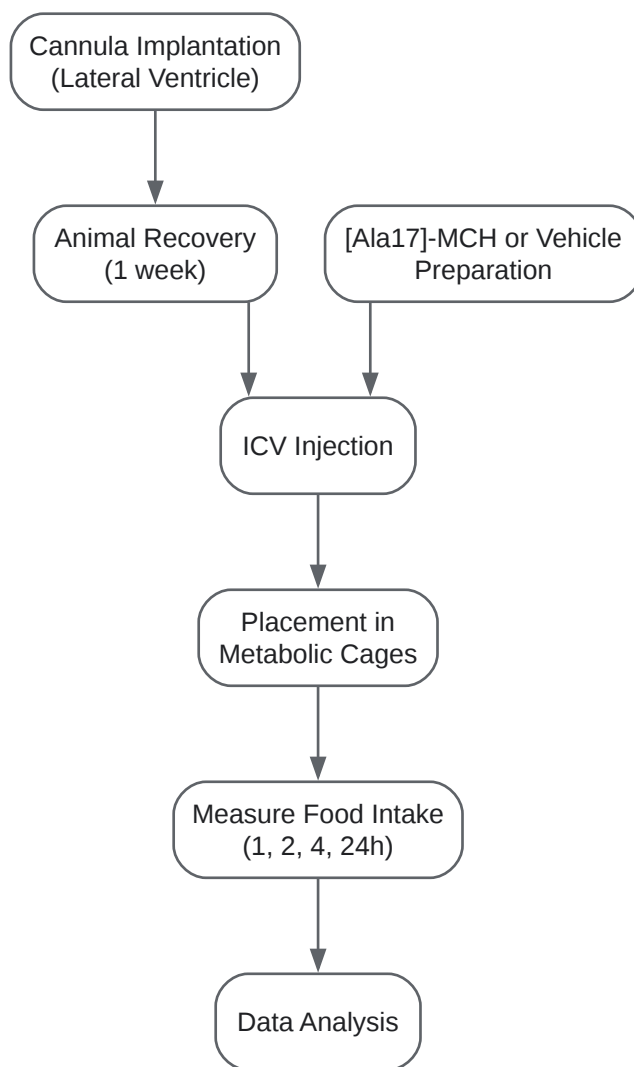 Cannula Implantation
(Lateral Ventricle)
Animal Recovery
(1 week)
[Ala17]-MCH or Vehicle
Preparation
ICV Injection
Placement in
Metabolic Cages
Measure Food Intake
(1, 2, 4, 24h)
Data Analysis